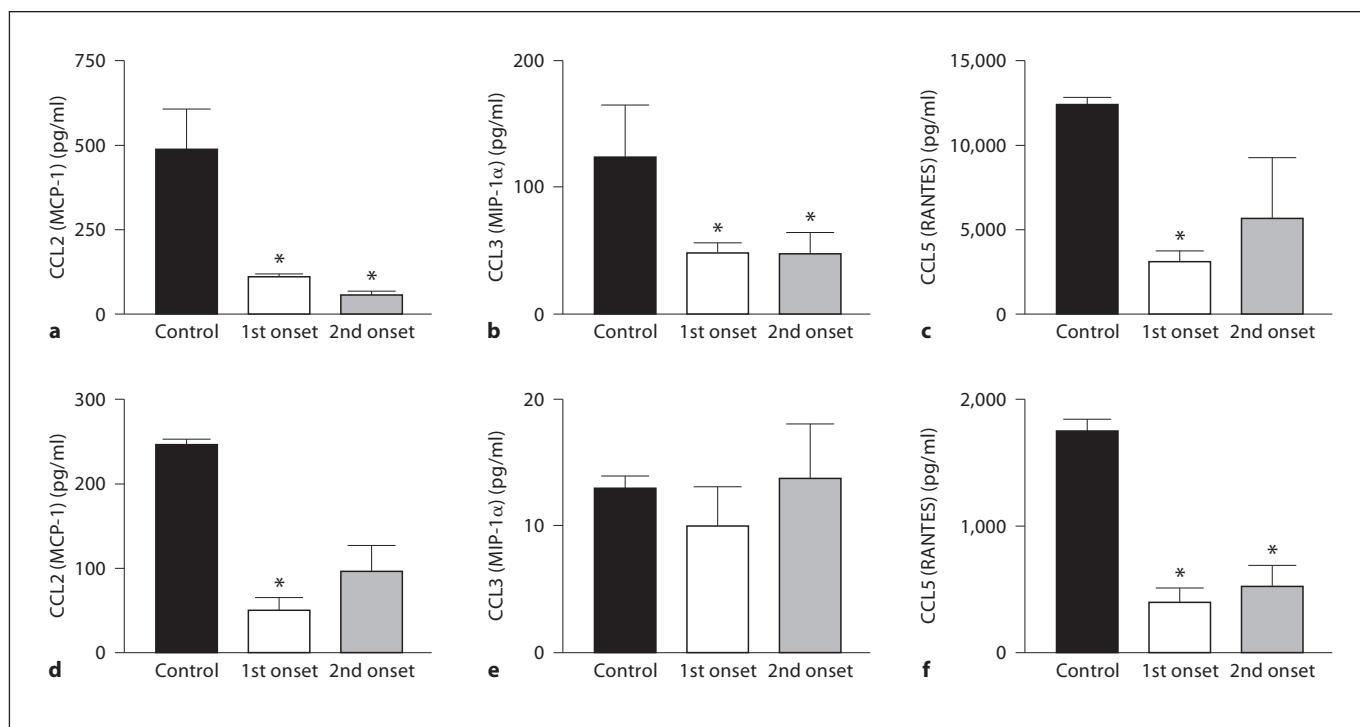 750
500
250
0
CCL2 (MCP-1) (pg/ml)
*
*
a
Control
1st onset
2nd onset
200
100
0
CCL3 (MIP-1α) (pg/ml)
*
*
b
Control
1st onset
2nd onset
15,000
10,000
5,000
0
CCL5 (RANTES) (pg/ml)
*
c
Control
1st onset
2nd onset
300
200
100
0
CCL2 (MCP-1) (pg/ml)
*
d
Control
1st onset
2nd onset
20
10
0
CCL3 (MIP-1α) (pg/ml)
e
Control
1st onset
2nd onset
2,000
1,000
0
CCL5 (RANTES) (pg/ml)
*
*
f
Control
1st onset
2nd onset